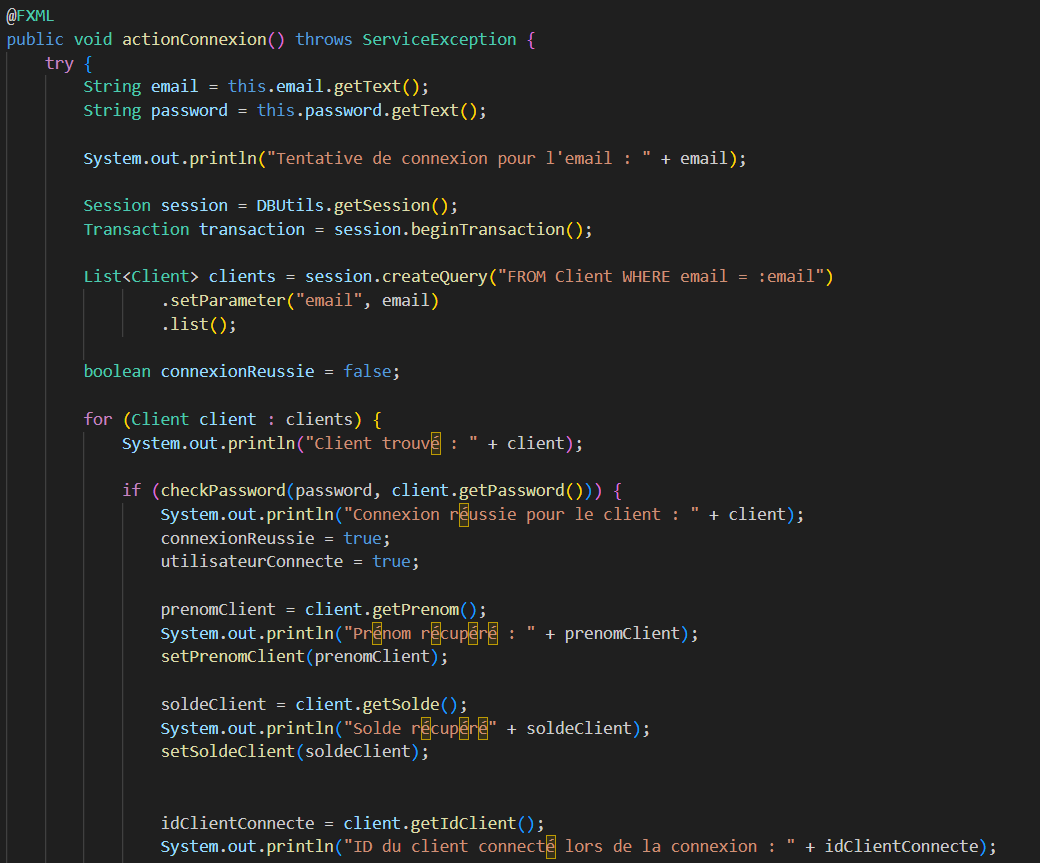 @FXML
public void actionConnexion() throws ServiceException {
try {
String email = this.email.getText();
String password = this.password.getText();
System.out.println("Tentative de connexion pour l'email : " + email);
Session session = DBUtils.getSession();
Transaction transaction = session.beginTransaction();
List<Client> clients = session.createQuery("FROM Client WHERE email = :email")
.setParameter("email", email)
.list();
boolean connexionReussie = false;
for (Client client : clients) {
System.out.println("Client trouvé : " + client);
if (checkPassword(password, client.getPassword())) {
System.out.println("Connexion réussie pour le client : " + client);
connexionReussie = true;
utilisateurConnecte = true;
prenomClient = client.getPrenom();
System.out.println("Prénom récupéré : " + prenomClient);
setPrenomClient(prenomClient);
soldeClient = client.getSolde();
System.out.println("Solde récupéré" + soldeClient);
setSoldeClient(soldeClient);
idClientConnecte = client.getIdClient();
System.out.println("ID du client connecté lors de la connexion : " + idClientConnecte);